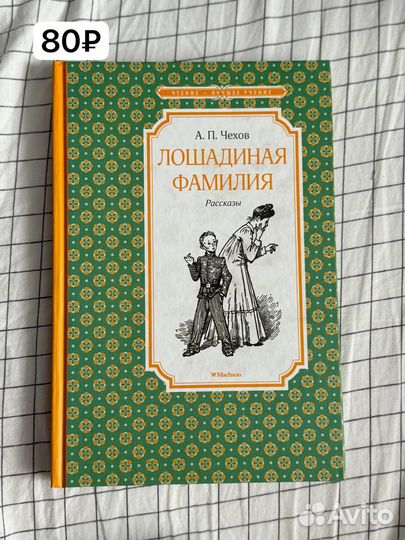 80₽
ЧТЕНИЕ – ЛУЧШЕЕ УЧЕНИЕ
А. П. Чехов
ЛОШАДИНАЯ
ФАМИЛИЯ
Рассказы
Machaon
Avito